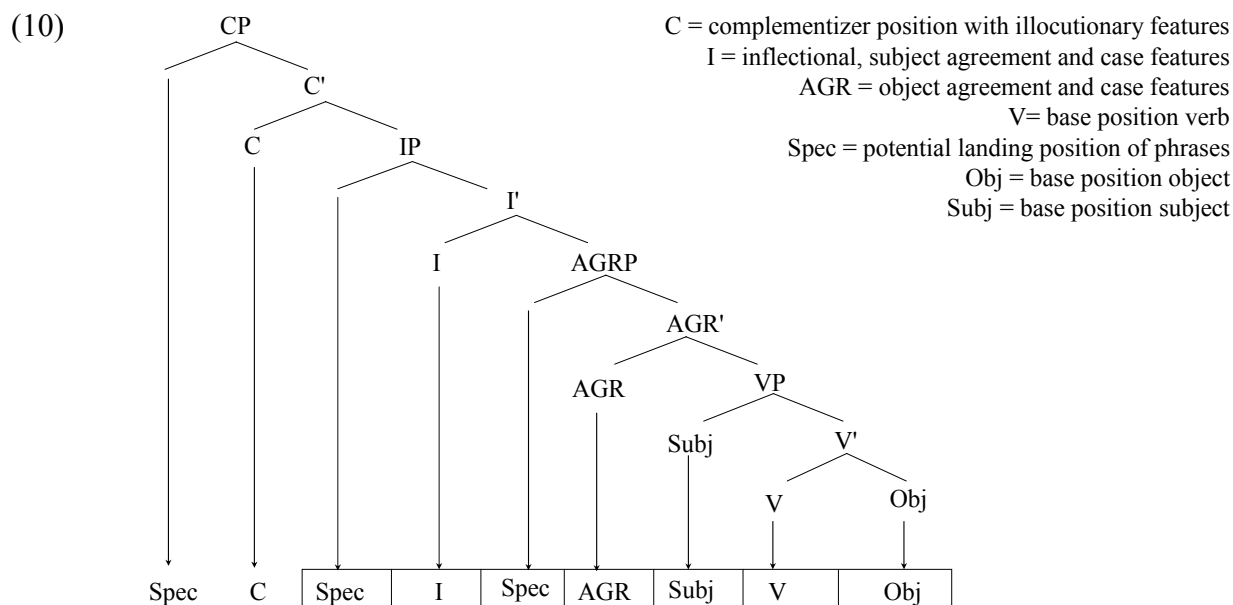 (10)
CP
C = complementizer position with illocutionary features
I = inflectional, subject agreement and case features
AGR = object agreement and case features
V= base position verb
Spec = potential landing position of phrases
Obj = base position object
Subj = base position subject
C'
C IP
I'
I AGRP
AGR'
AGR VP
Subj V'
V Obj
Spec C Spec I Spec AGR Subj V Obj